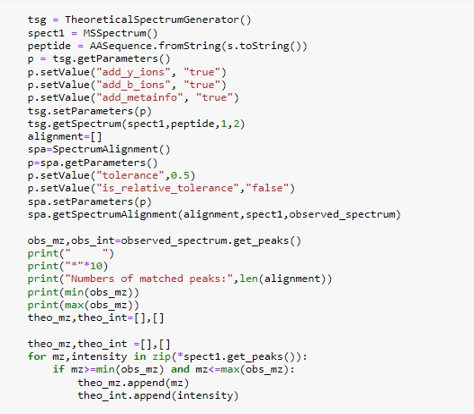 tsg = TheoreticalSpectrumGenerator()
spect1 = MSSpectrum()
peptide = AASequence.fromString(s.toString())
p = tsg.getParameters()
p.setValue("add_y_ions", "true")
p.setValue("add_b_ions", "true")
p.setValue("add_metainfo", "true")
tsg.setParameters(p)
tsg.getSpectrum(spect1,peptide,1,2)
alignment=[]
spa=SpectrumAlignment()
p=spa.getParameters()
p.setValue("tolerance",0.5)
p.setValue("is_relative_tolerance","false")
spa.setParameters(p)
spa.getSpectrumAlignment(alignment,spect1,observed_spectrum)

obs_mz,obs_int=observed_spectrum.get_peaks()
print("     ")
print("*"*10)
print("Numbers of matched peaks:",len(alignment))
print(min(obs_mz))
print(max(obs_mz))
theo_mz,theo_int=[],[]

theo_mz,theo_int =[],[]
for mz,intensity in zip(*spect1.get_peaks()):
    if mz>=min(obs_mz) and mz<=max(obs_mz):
        theo_mz.append(mz)
        theo_int.append(intensity)